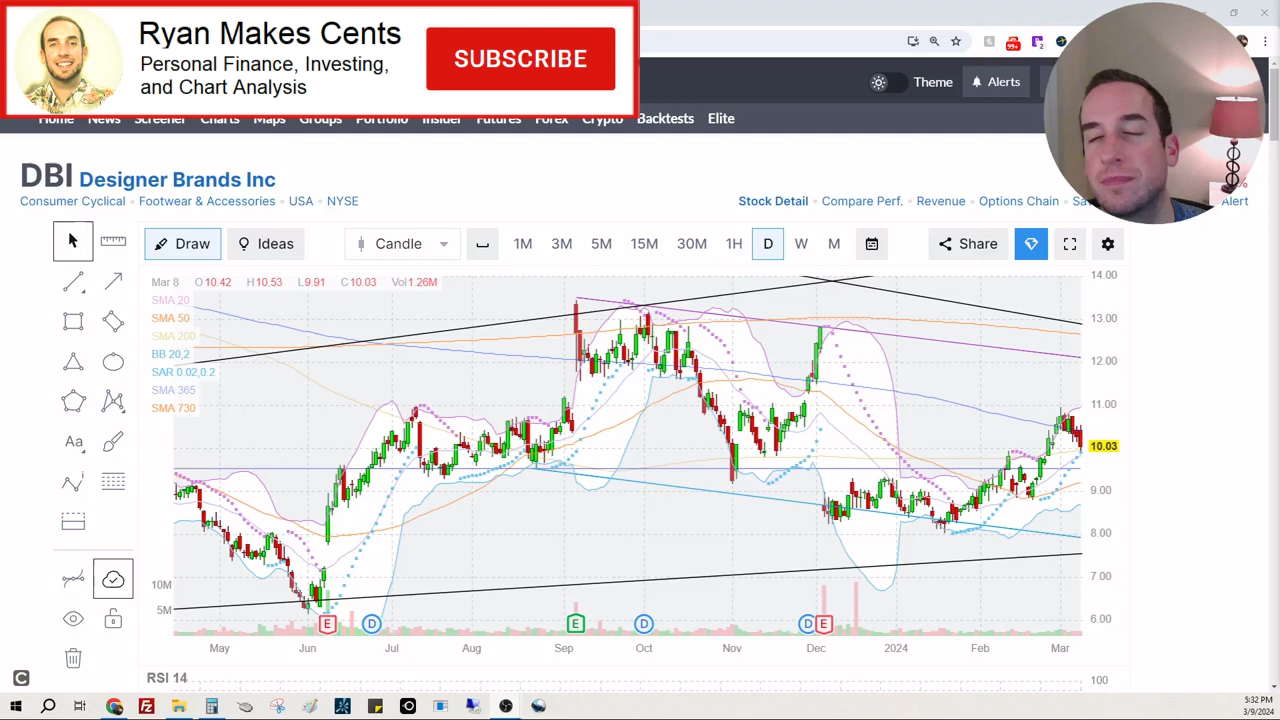 Ryan Makes Cents
Personal Finance, Investing,
and Chart Analysis
SUBSCRIBE
99+
2
Theme
Alerts
Home News Screener Charts Maps Groups Portfolio Insider Futures Forex Crypto Backtests Elite
DBI Designer Brands Inc
Consumer Cyclical • Footwear & Accessories • USA • NYSE
Stock Detail • Compare Perf. • Revenue • Options Chain •
Alert
Draw Ideas Candle 1M 3M 5M 15M 30M 1H D W M Share
Mar 8 O 10.42 H 10.53 L 9.91 C 10.03 Vol 1.26M
SMA 20
SMA 50
SMA 200
BB 20,2
SAR 0.02,0.2
SMA 365
SMA 730
14.00
13.00
12.00
11.00
10.03
9.00
8.00
7.00
6.00
Aa
10M
5M
E D E D D E
May Jun Jul Aug Sep Oct Nov Dec 2024 Feb Mar
RSI 14
100
5:32 PM
3/9/2024